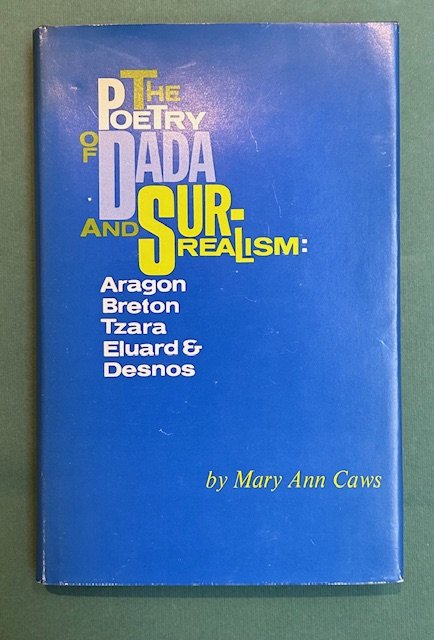 THE
POETRY
OF DADA
AND SUR-
REALISM:
Aragon
Breton
Tzara
Eluard &
Desnos
by Mary Ann Caws